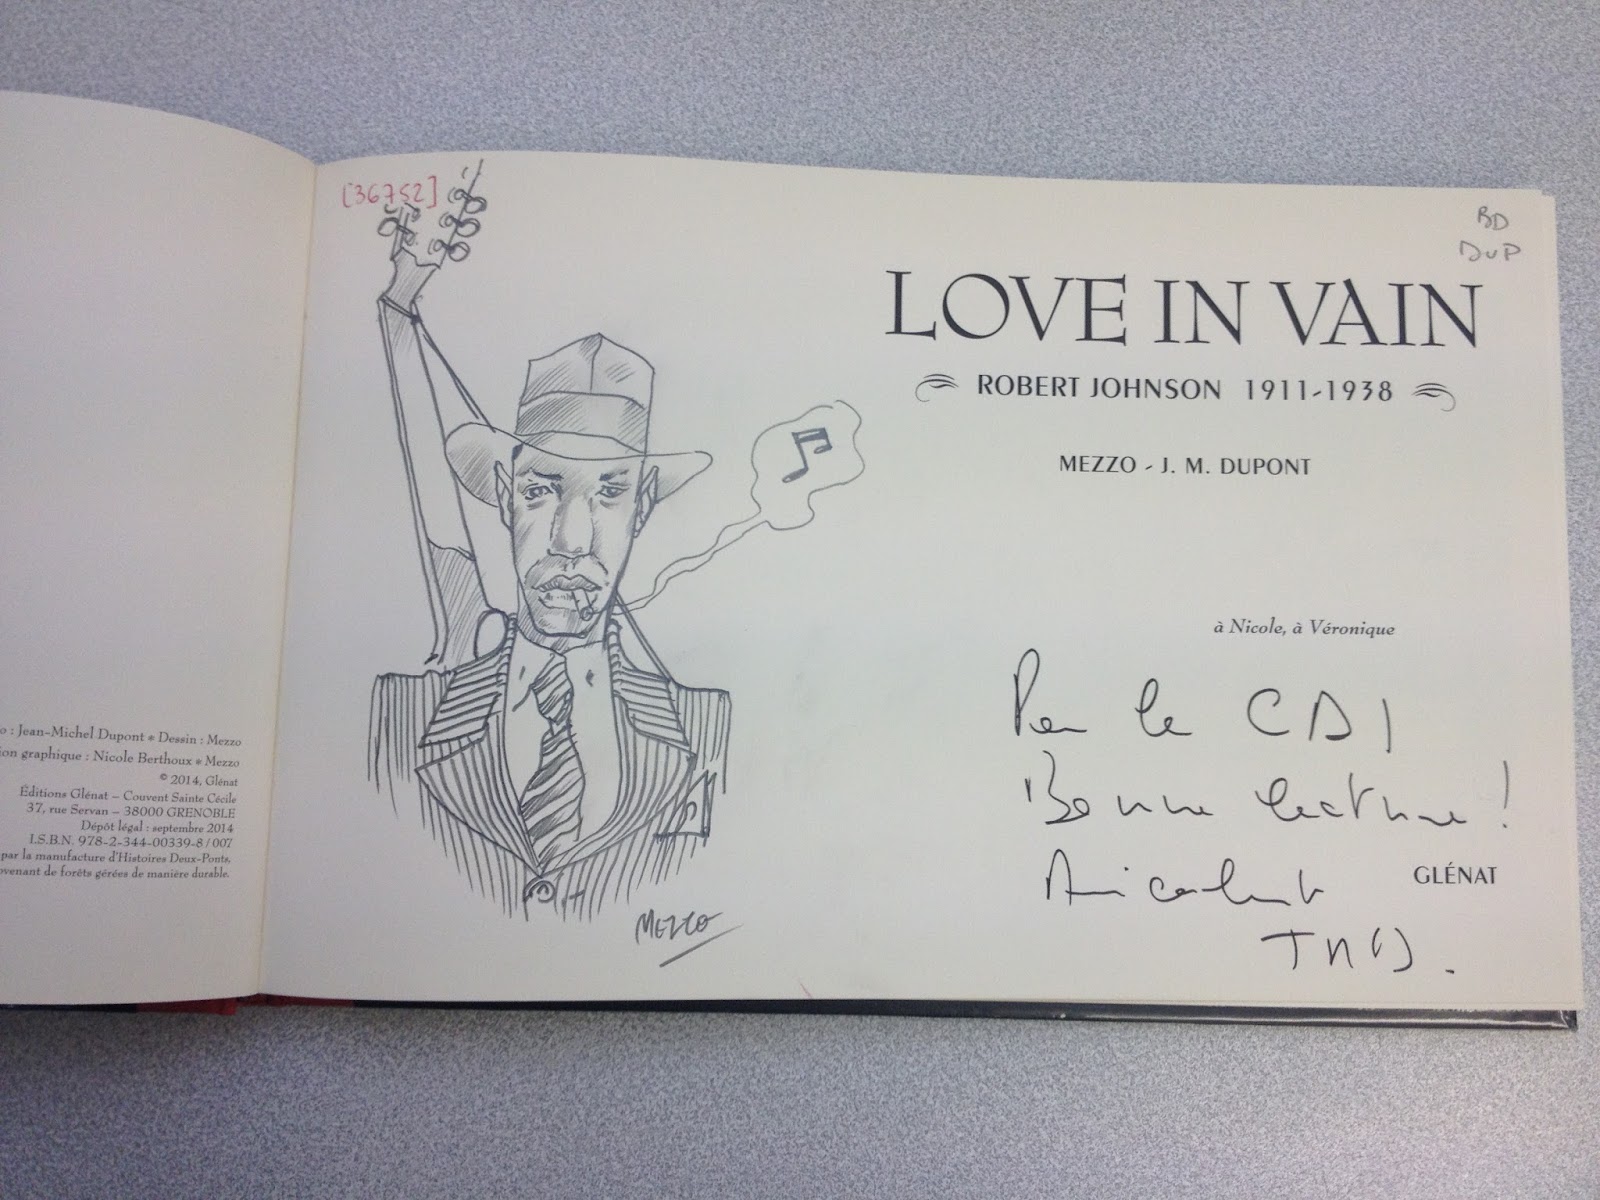 o : Jean-Michel Dupont * Dessin : Mezzo
ion graphique : Nicole Berthoux * Mezzo
© 2014, Glénat
Éditions Glénat – Couvent Sainte Cécile
37, rue Servan – 38000 GRENOBLE
Dépôt légal : septembre 2014
I.S.B.N. 978-2-344-00339-8 / 007
par la manufacture d'Histoires Deux-Ponts.
ovenant de forêts gérées de manière durable.
[36752]
BD
DUP
LOVE IN VAIN
ROBERT JOHNSON 1911-1938
MEZZO - J. M. DUPONT
à Nicole, à Véronique
Pour le CDI
Bonne lecture !
Amicalement
GLÉNAT
MEZZO